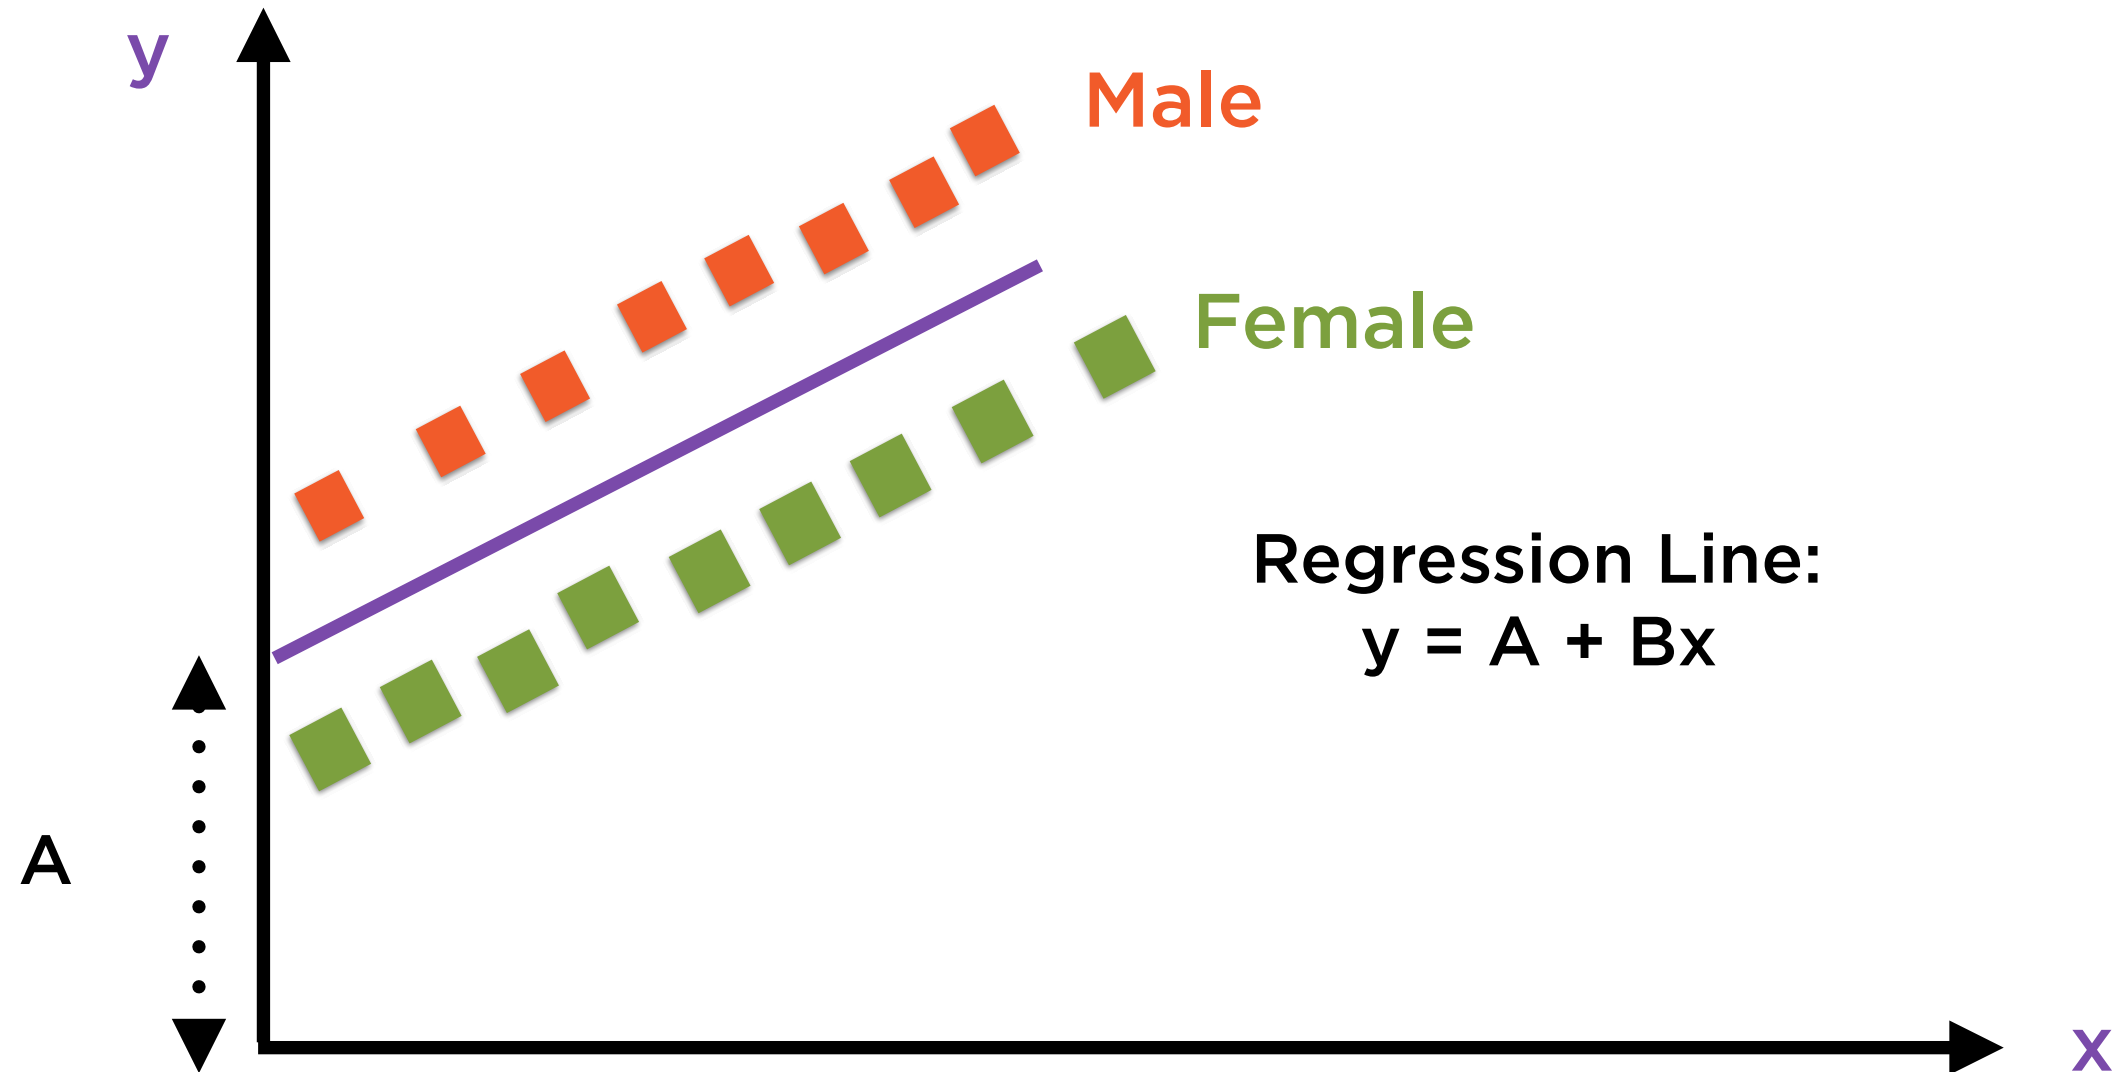 y
Male
Female
Regression Line:
y = A + Bx
A
x